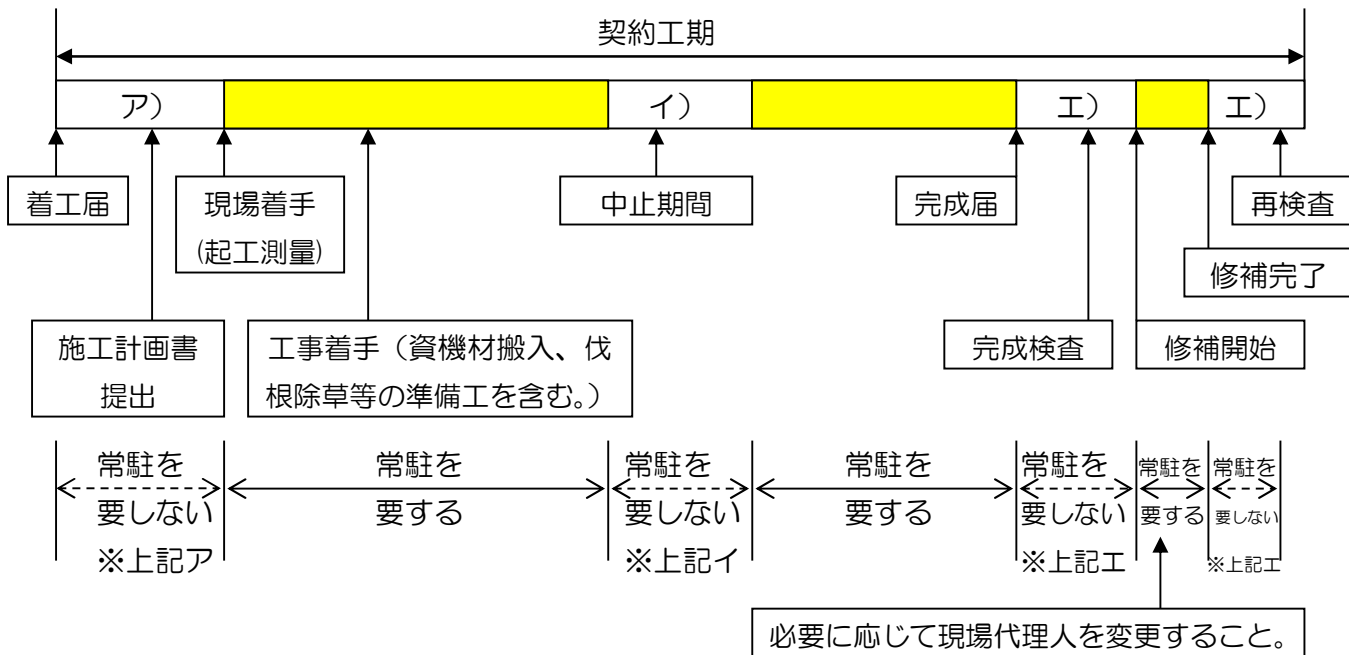 契約工期
ア)
イ)
エ)
エ)
着工届
現場着手
(起工測量)
中止期間
完成届
再検査
修補完了
施工計画書
提出
工事着手（資機材搬入、伐
根除草等の準備工を含む。）
完成検査
修補開始
常駐を
要しない
※上記ア
常駐を
要する
常駐を
要しない
※上記イ
常駐を
要する
常駐を
要しない
※上記エ
常駐を
要する
常駐を
要しない
※上記エ
必要に応じて現場代理人を変更すること。